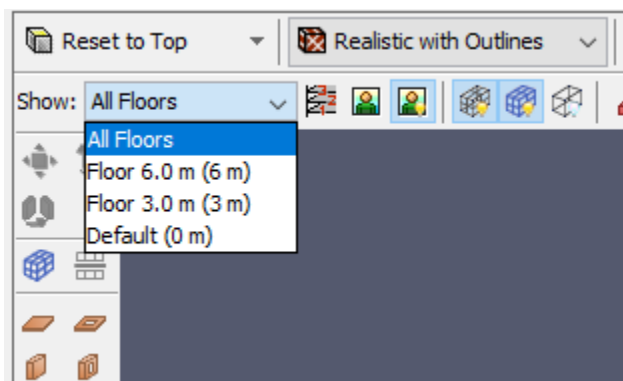 Reset to Top
Realistic with Outlines
Show: All Floors
All Floors
Floor 6.0 m (6 m)
Floor 3.0 m (3 m)
Default (0 m)